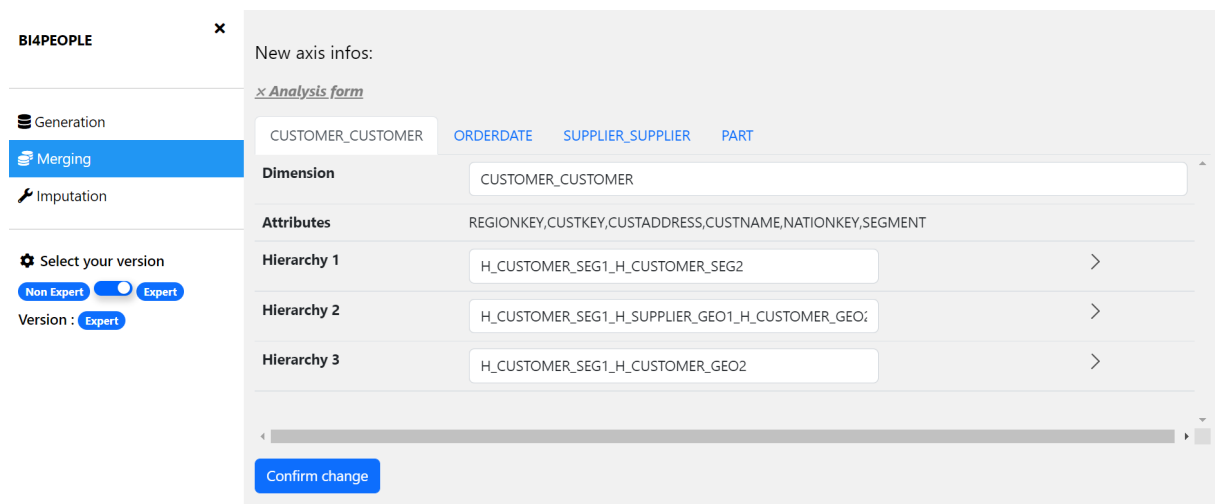 BI4PEOPLE ×
Generation
Merging
Imputation
Select your version
Non Expert Expert
Version : Expert
New axis infos:
× Analysis form
CUSTOMER_CUSTOMER ORDERDATE SUPPLIER_SUPPLIER PART
Dimension CUSTOMER_CUSTOMER
Attributes REGIONKEY,CUSTKEY,CUSTADDRESS,CUSTNAME,NATIONKEY,SEGMENT
Hierarchy 1 H_CUSTOMER_SEG1_H_CUSTOMER_SEG2
Hierarchy 2 H_CUSTOMER_SEG1_H_SUPPLIER_GEO1_H_CUSTOMER_GEO2
Hierarchy 3 H_CUSTOMER_SEG1_H_CUSTOMER_GEO2
Confirm change